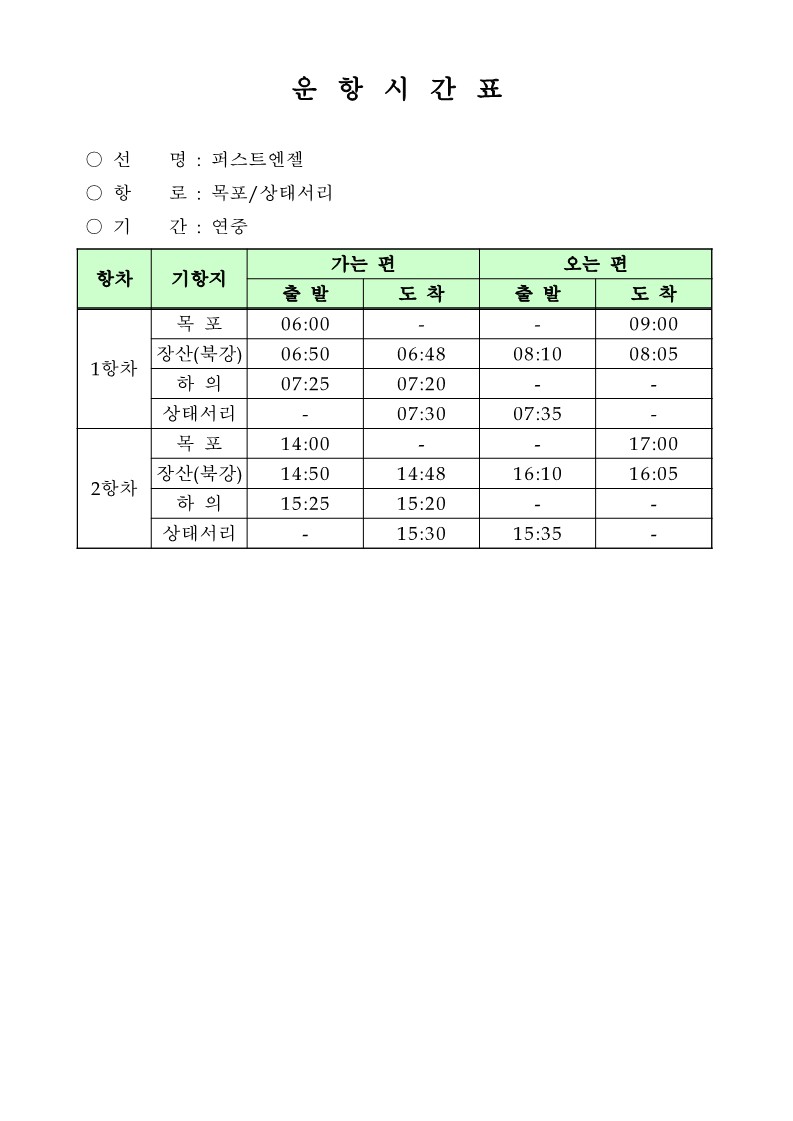 운 항 시 간 표
○ 선 명 : 퍼스트엔젤
○ 항 로 : 목포/상태서리
○ 기 간 : 연중
항차 기항지 가는 편 오는 편
출 발 도 착 출 발 도 착
1항차 목 포 06:00 - - 09:00
장산(북강) 06:50 06:48 08:10 08:05
하 의 07:25 07:20 - -
상태서리 - 07:30 07:35 -
2항차 목 포 14:00 - - 17:00
장산(북강) 14:50 14:48 16:10 16:05
하 의 15:25 15:20 - -
상태서리 - 15:30 15:35 -